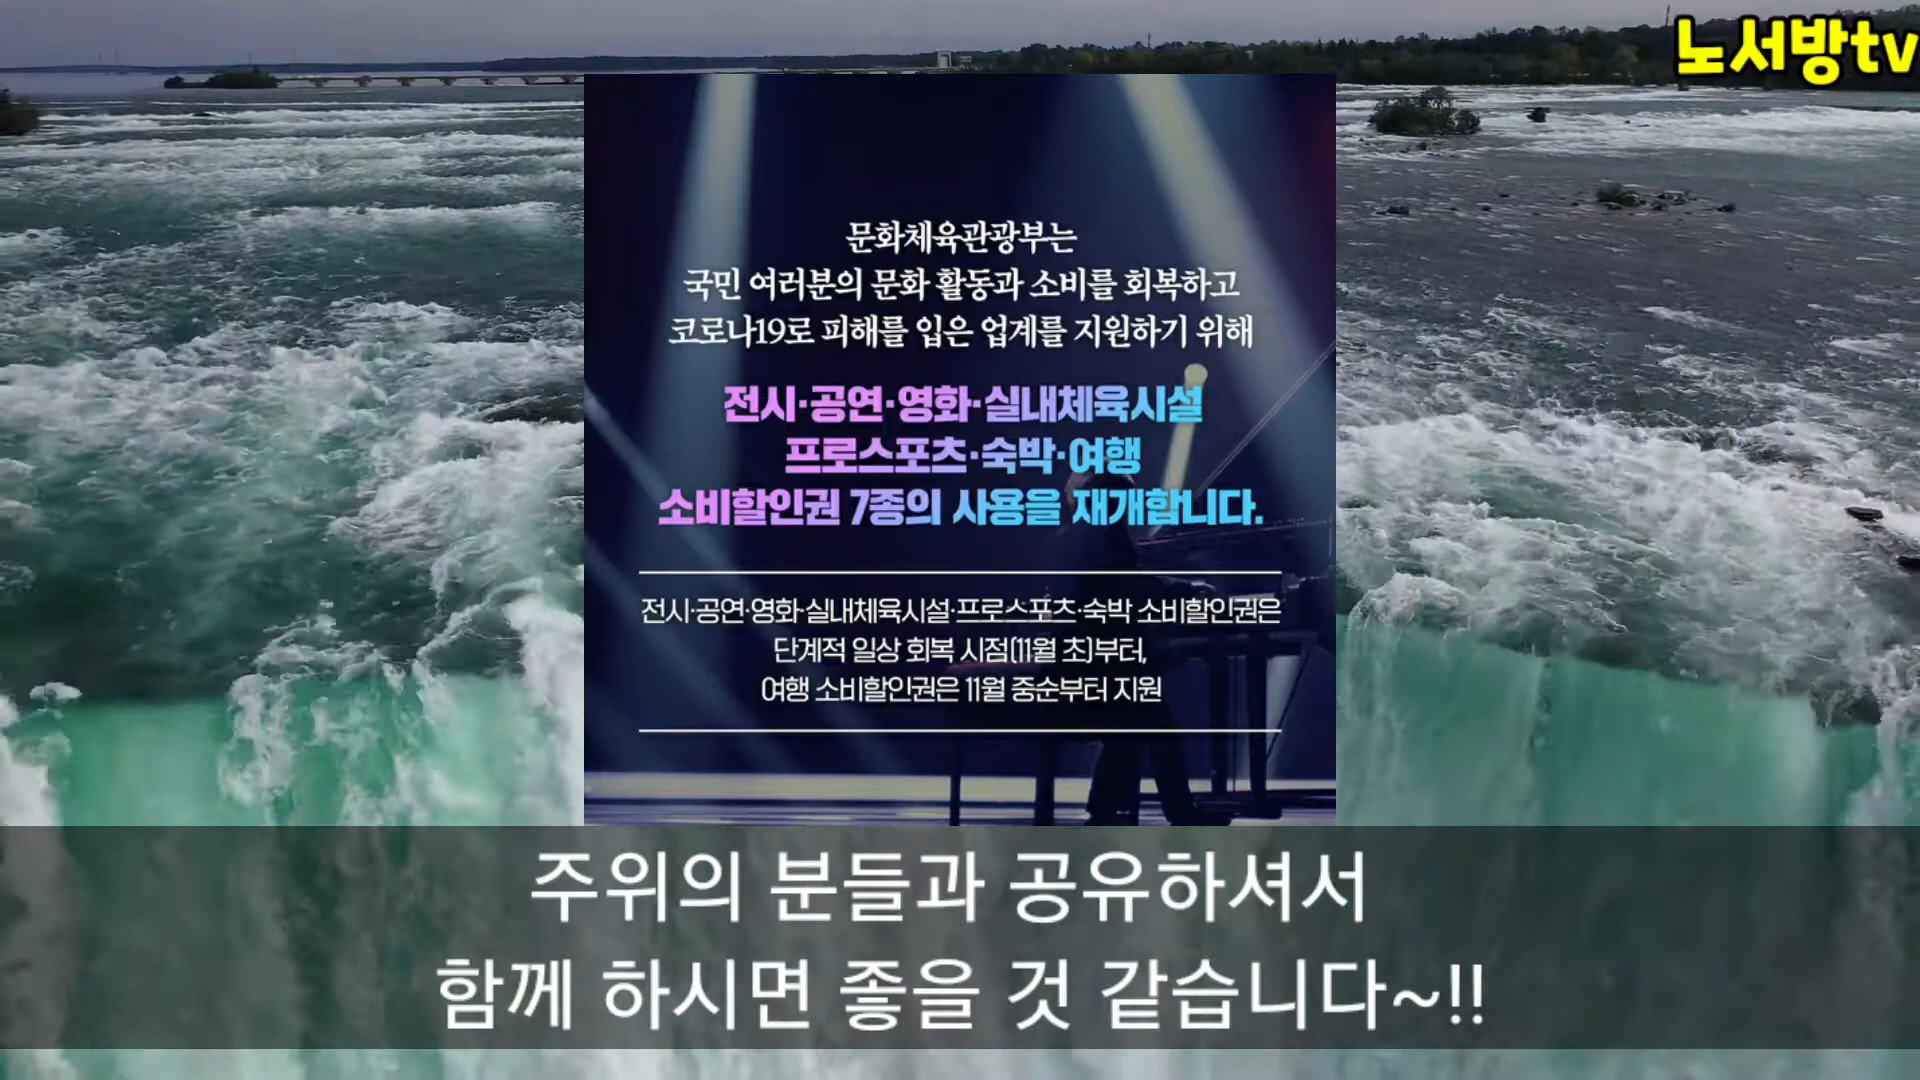 노서방tv
문화체육관광부는
국민 여러분의 문화 활동과 소비를 회복하고
코로나19로 피해를 입은 업계를 지원하기 위해
전시·공연·영화·실내체육시설
프로스포츠·숙박·여행
소비할인권 7종의 사용을 재개합니다.
전시·공연·영화·실내체육시설·프로스포츠·숙박 소비할인권은
단계적 일상 회복 시점(11월 초)부터,
여행 소비할인권은 11월 중순부터 지원
주위의 분들과 공유하셔서
함께 하시면 좋을 것 같습니다~!!